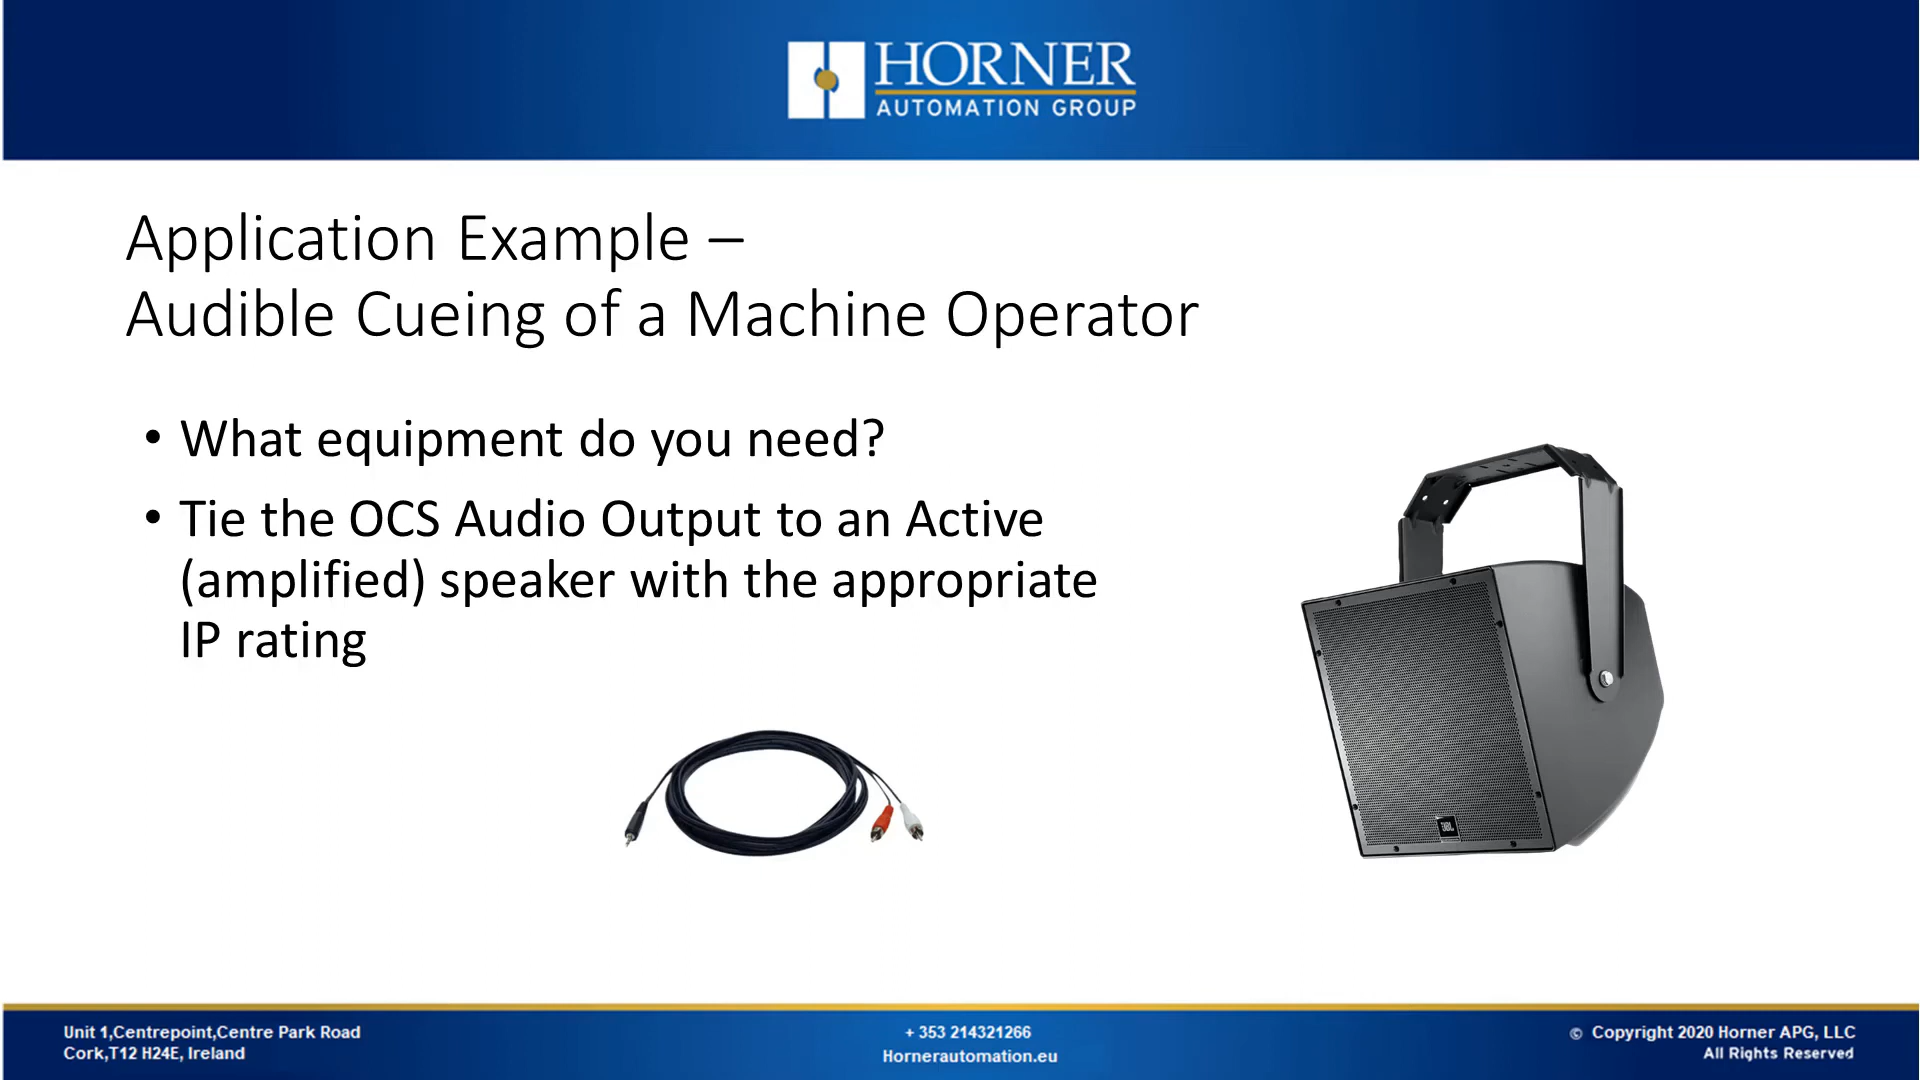 HORNER
AUTOMATION GROUP
Application Example –
Audible Cueing of a Machine Operator
• What equipment do you need?
• Tie the OCS Audio Output to an Active
(amplified) speaker with the appropriate
IP rating
JBL
Unit 1,Centrepoint,Centre Park Road
Cork,T12 H24E, Ireland
+ 353 214321266
Hornerautomation.eu
© Copyright 2020 Horner APG, LLC
All Rights Reserved